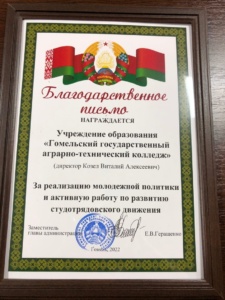 Благодарственное
письмо
НАГРАЖДАЕТСЯ
Учреждение образования
«Гомельский государственный
аграрно-технический колледж»
(директор Козел Виталий Алексеевич)
За реализацию молодежной политики
и активную работу по развитию
студотрядовского движения
Заместитель
главы администрации
Е.В.Геращенко
Гомель, 2022